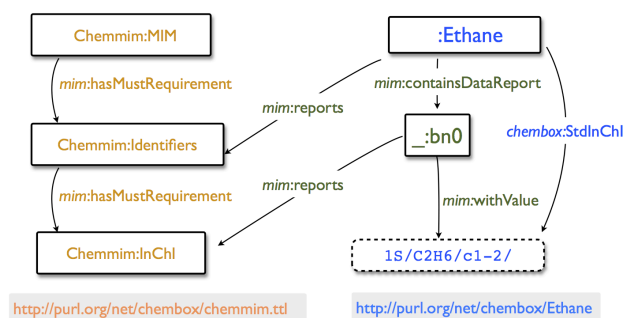 Chemmim:MIM
:Ethane
mim:hasMustRequirement
mim:containsDataReport
mim:reports
Chemmim:Identifiers
_:bn0
chembox:StdInChI
mim:hasMustRequirement
mim:reports
mim:withValue
Chemmim:InChI
1S/C2H6/c1-2/
http://purl.org/net/chembox/chemmim.ttl
http://purl.org/net/chembox/Ethane